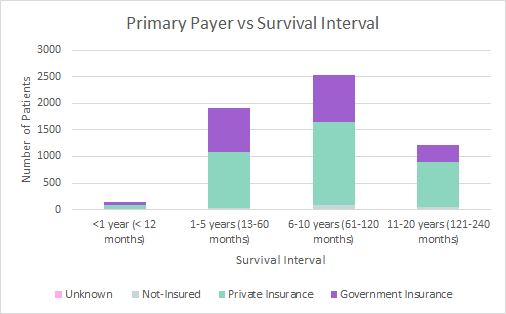 Primary Payer vs Survival Interval
3000
2500
2000
1500
1000
500
0
Number of Patients
<1 year (< 12
months)
1-5 years (13-60
months)
6-10 years (61-120
months)
11-20 years (121-240
months)
Survival Interval
Unknown Not-Insured Private Insurance Government Insurance